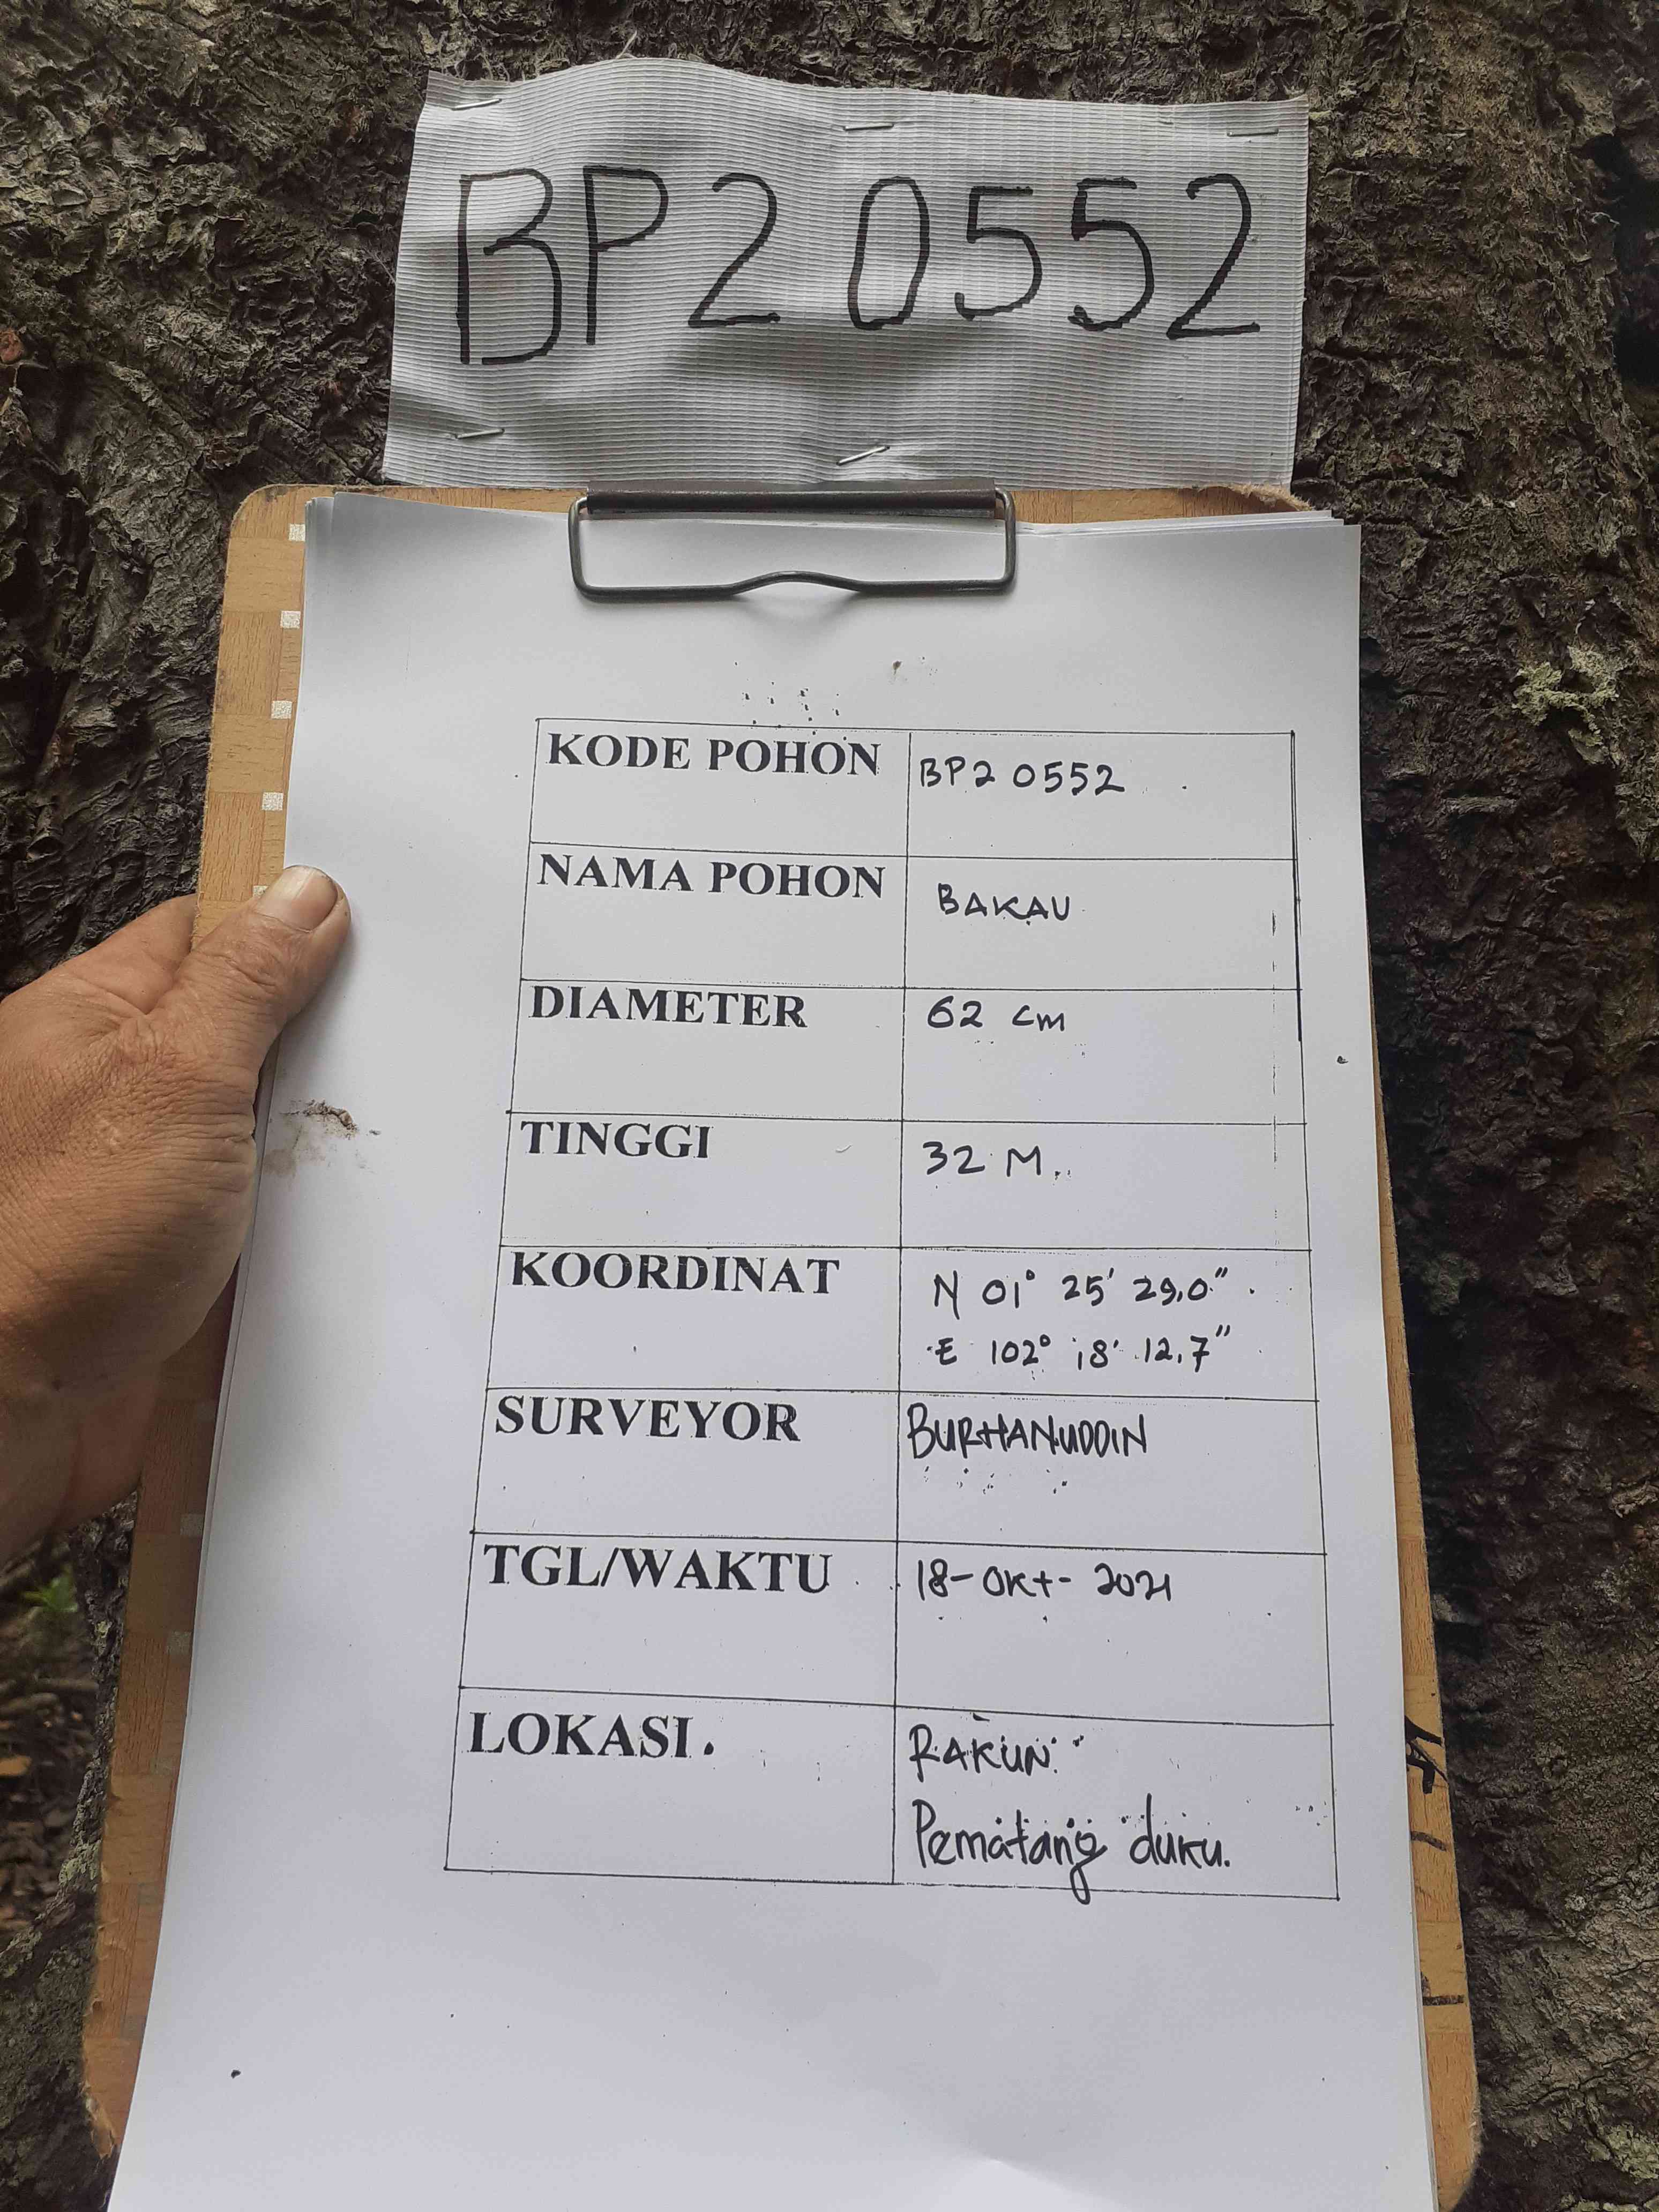 BP2 0552
KODE POHON BP2 0552
NAMA POHON BAKAU
DIAMETER 62 cm
TINGGI 32 M.
KOORDINAT N 01° 25' 29,0"
E 102° 18' 12,7"
SURVEYOR BURHANUDDIN
TGL/WAKTU 18-OKt-2021
LOKASI. RAKUN
Pematang duku.